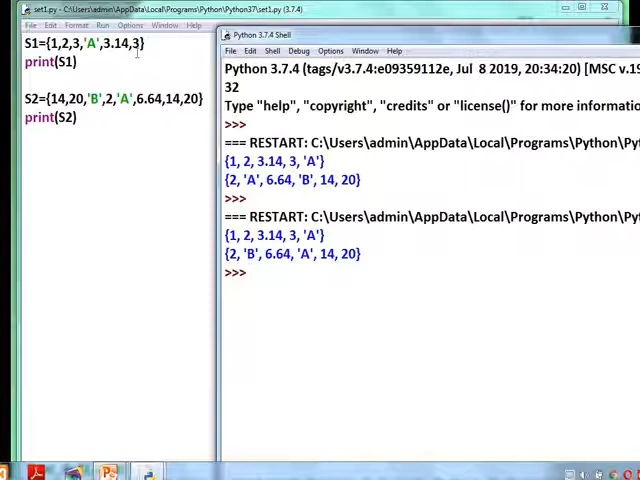 set1.py - C:/Users/admin/AppData/Local/Programs/Python/Python37/set1.py (3.7.4)
File Edit Format Run Options Window Help
S1={1,2,3,'A',3.14,3}
print(S1)
S2={14,20,'B',2,'A',6.64,14,20}
print(S2)
Python 3.7.4 Shell
File Edit Shell Debug Options Window Help
Python 3.7.4 (tags/v3.7.4:e09359112e, Jul 8 2019, 20:34:20) [MSC v.19
32
Type "help", "copyright", "credits" or "license()" for more informatio
>>>
=== RESTART: C:\Users\admin\AppData\Local\Programs\Python\Pyt
{1, 2, 3.14, 3, 'A'}
{2, 'A', 6.64, 'B', 14, 20}
>>>
=== RESTART: C:\Users\admin\AppData\Local\Programs\Python\Pyt
{1, 2, 3.14, 3, 'A'}
{2, 'B', 6.64, 'A', 14, 20}
>>>